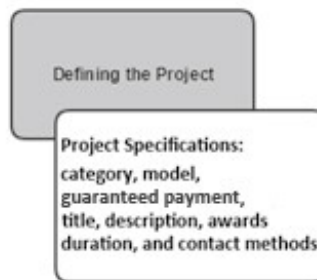 Defining the Project
Project Specifications:
category, model,
guaranteed payment,
title, description, awards
duration, and contact methods